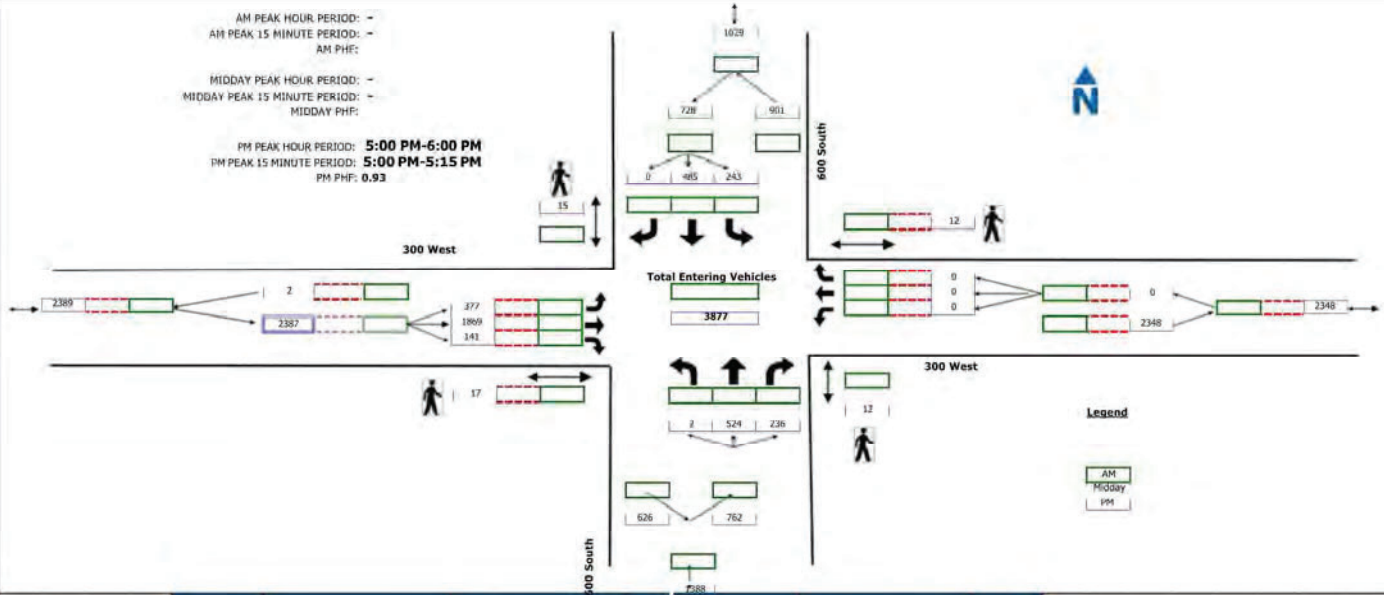 AM PEAK HOUR PERIOD: -
AM PEAK 15 MINUTE PERIOD: -
AM PHF:
MIDDAY PEAK HOUR PERIOD: -
MIDDAY PEAK 15 MINUTE PERIOD: -
MIDDAY PHF:
PM PEAK HOUR PERIOD: 5:00 PM-6:00 PM
PM PEAK 15 MINUTE PERIOD: 5:00 PM-5:15 PM
PM PHF: 0.93
1629
728 901
0 485 243
600 South
N
15
12
300 West
Total Entering Vehicles
3877
2
2389
2387
377
1869
141
0
0
0
0
2348
2348
300 West
17
12
2 524 236
626 762
1388
600 South
Legend
AM
Midday
PM